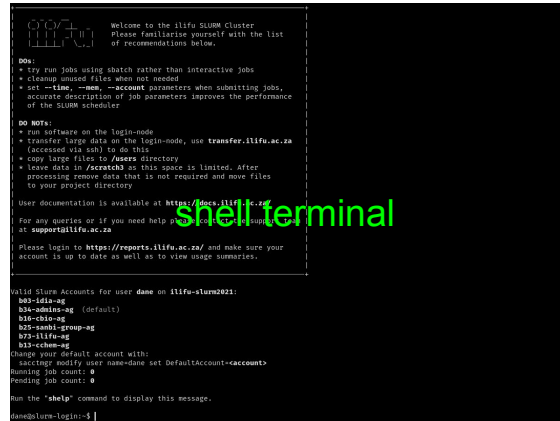 Welcome to the ilifu SLURM Cluster
Please familiarise yourself with the list
of recommendations below.
DOs:
* try run jobs using sbatch rather than interactive jobs
* cleanup unused files when not needed
* set --time, --mem, --account parameters when submitting jobs,
accurate description of job parameters improves the performance
of the SLURM scheduler
DO NOTs:
* run software on the login-node
* transfer large data on the login-node, use transfer.ilifu.ac.za
(accessed via ssh) to do this
* copy large files to /users directory
* leave data in /scratch3 as this space is limited. After
processing remove data that is not required and move files
to your project directory
User documentation is available at https://docs.ilifu.ac.za/
shell terminal
For any queries or if you need help please contact the support team
at support@ilifu.ac.za
Please login to https://reports.ilifu.ac.za/ and make sure your
account is up to date as well as to view usage summaries.
Valid Slurm Accounts for user dane on ilifu-slurm2021:
b03-idia-ag
b34-admins-ag (default)
b16-cbio-ag
b25-sanbi-group-ag
b73-ilifu-ag
b13-cchem-ag
Change your default account with:
sacctmgr modify user name=dane set DefaultAccount=<account>
Running job count: 0
Pending job count: 0
Run the "shelp" command to display this message.
dane@slurm-login:~$